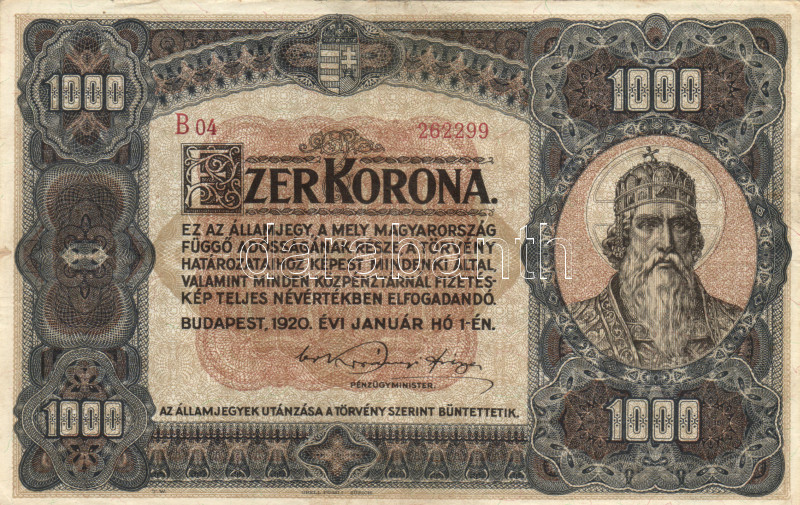 1000
1000
B 04 262299
EZER KORONA.
EZ AZ ÁLLAMJEGY, A MELY MAGYARORSZÁG
FÜGGŐ ADÓSSÁGÁNAK RÉSZE, A TÖRVÉNY
HATÁROZATAIHOZ KÉPEST MINDENKI ÁLTAL,
VALAMINT MINDEN KÖZPÉNZTÁRNÁL FIZETÉS-
KÉP TELJES NÉVÉRTÉKBEN ELFOGADANDÓ.
BUDAPEST, 1920. ÉVI JANUÁR HÓ 1-ÉN.
PÉNZÜGYMINISTER.
AZ ÁLLAMJEGYEK UTÁNZÁSA A TÖRVÉNY SZERINT BÜNTETTETIK.
1000
1000
darabanth